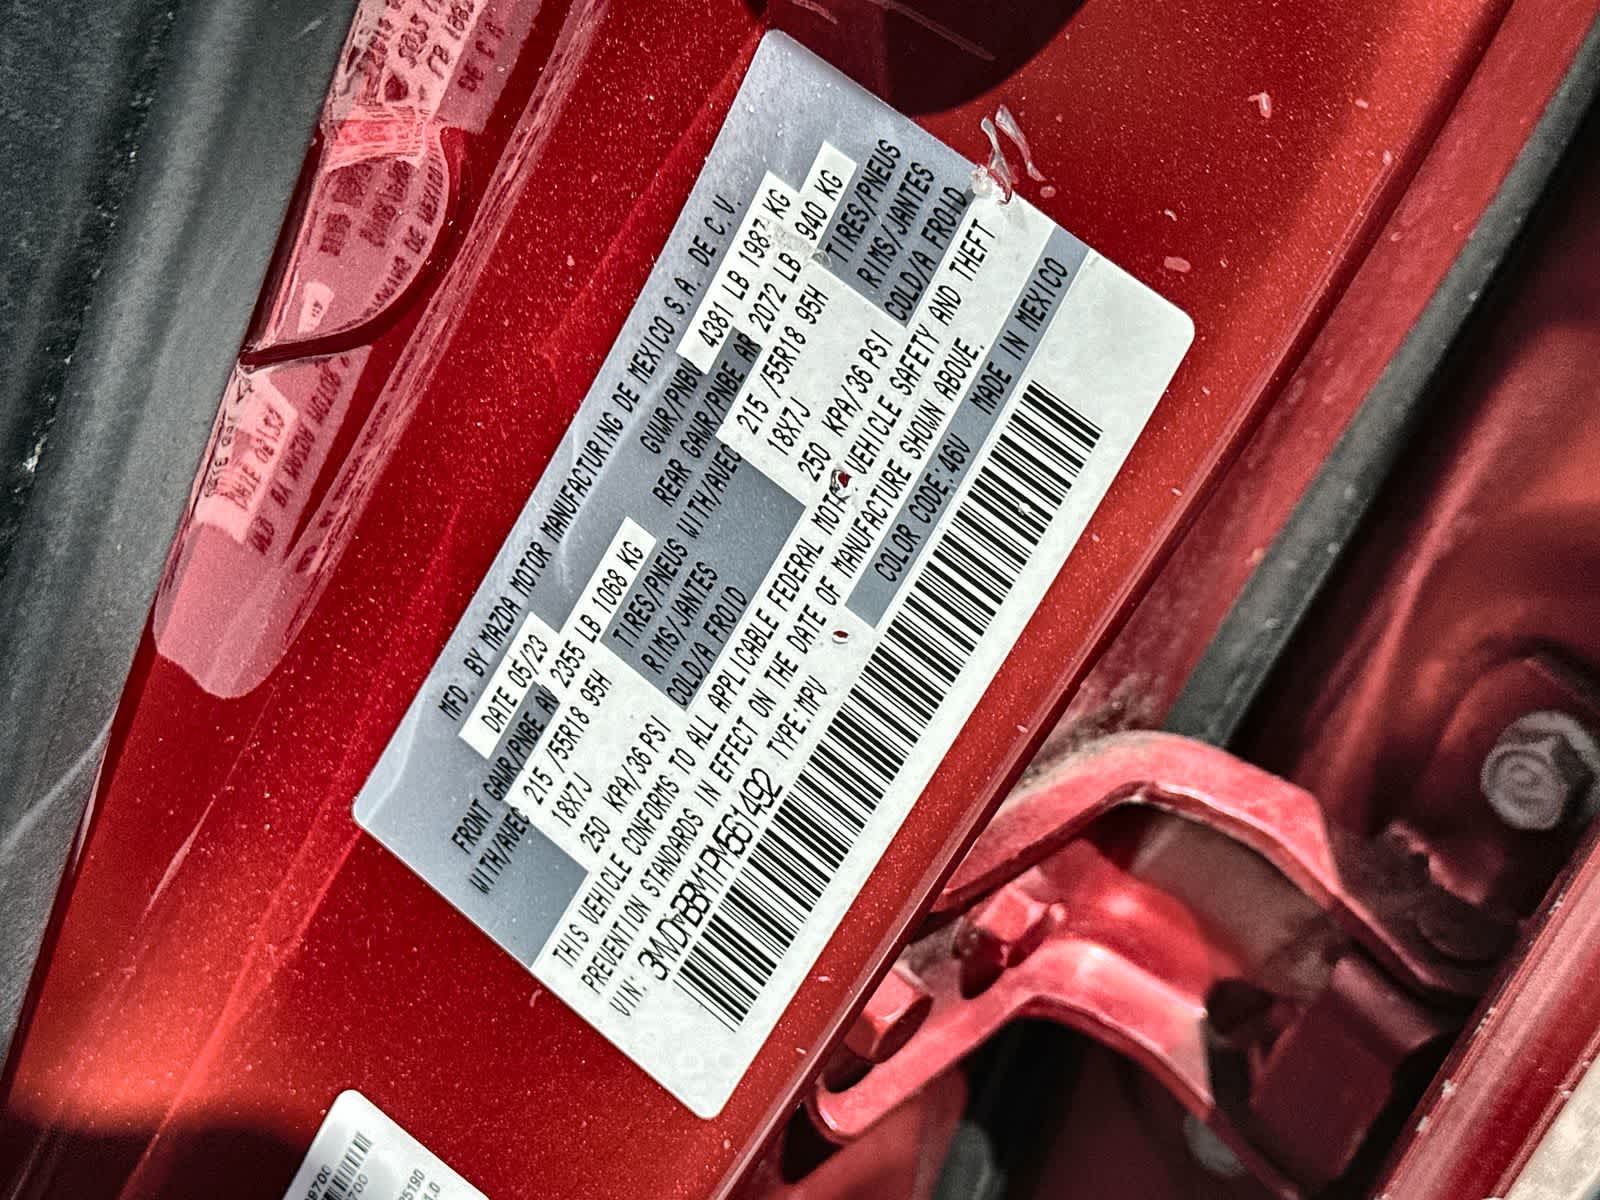 MFD. BY MAZDA MOTOR MANUFACTURING DE MEXICO S.A. DE C.V.
DATE 05/23 GVWR/PNBV 4381 LB 1987 KG
FRONT GAWR/PNBE AV 2355 LB 1068 KG REAR GAWR/PNBE AR 2072 LB 940 KG
WITH/AVEC 215 /55R18 95H TIRES/PNEUS WITH/AVEC 215 /55R18 95H TIRES/PNEUS
18X7J RIMS/JANTES 18X7J RIMS/JANTES
250 KPA/36 PSI COLD/A FROID 250 KPA/36 PSI COLD/A FROID
THIS VEHICLE CONFORMS TO ALL APPLICABLE FEDERAL MOTOR VEHICLE SAFETY AND THEFT
PREVENTION STANDARDS IN EFFECT ON THE DATE OF MANUFACTURE SHOWN ABOVE.
VIN: TYPE:MPV COLOR CODE:46V MADE IN MEXICO